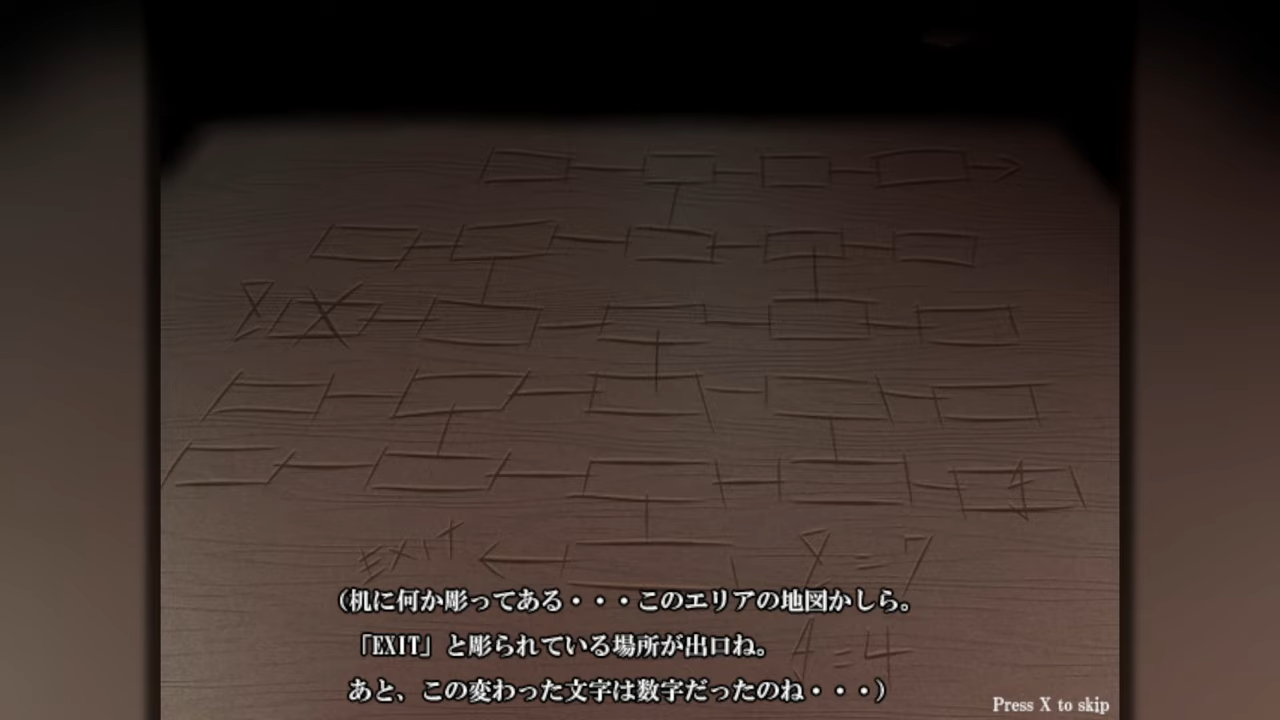 EXIT
=7
=4
（机に何か彫ってある・・・このエリアの地図かしら。
「EXIT」と彫られている場所が出口ね。
あと、この変わった文字は数字だったのね・・・）
Press X to skip